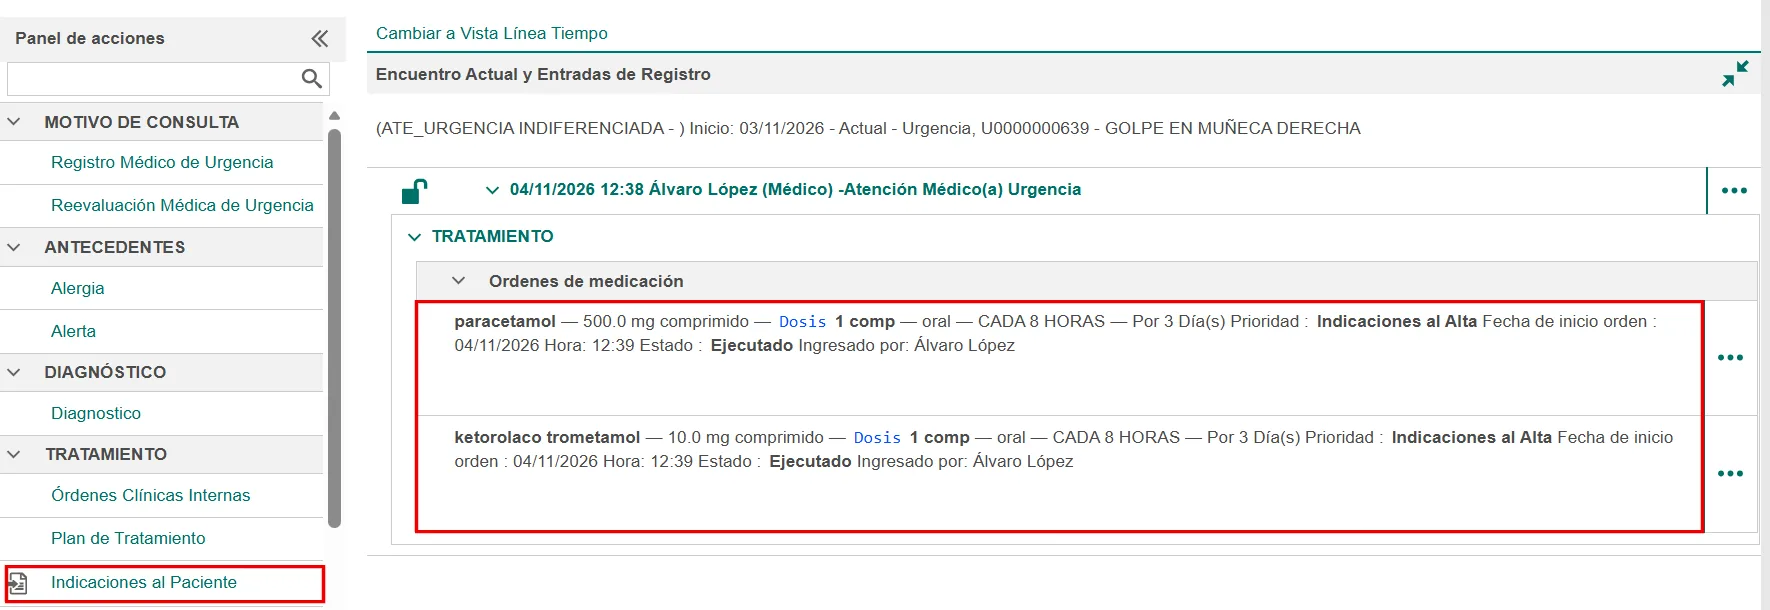 Panel de acciones
MOTIVO DE CONSULTA
Registro Médico de Urgencia
Reevaluación Médica de Urgencia
ANTECEDENTES
Alergia
Alerta
DIAGNÓSTICO
Diagnostico
TRATAMIENTO
Órdenes Clínicas Internas
Plan de Tratamiento
Indicaciones al Paciente
Cambiar a Vista Línea Tiempo
Encuentro Actual y Entradas de Registro
(ATE_URGENCIA INDIFERENCIADA - ) Inicio: 03/11/2026 - Actual - Urgencia, U0000000639 - GOLPE EN MUÑECA DERECHA
04/11/2026 12:38 Álvaro López (Médico) -Atención Médico(a) Urgencia
TRATAMIENTO
Ordenes de medicación
paracetamol — 500.0 mg comprimido — Dosis 1 comp — oral — CADA 8 HORAS — Por 3 Día(s) Prioridad : Indicaciones al Alta Fecha de inicio orden :
04/11/2026 Hora: 12:39 Estado : Ejecutado Ingresado por: Álvaro López
ketorolaco trometamol — 10.0 mg comprimido — Dosis 1 comp — oral — CADA 8 HORAS — Por 3 Día(s) Prioridad : Indicaciones al Alta Fecha de inicio
orden : 04/11/2026 Hora: 12:39 Estado : Ejecutado Ingresado por: Álvaro López